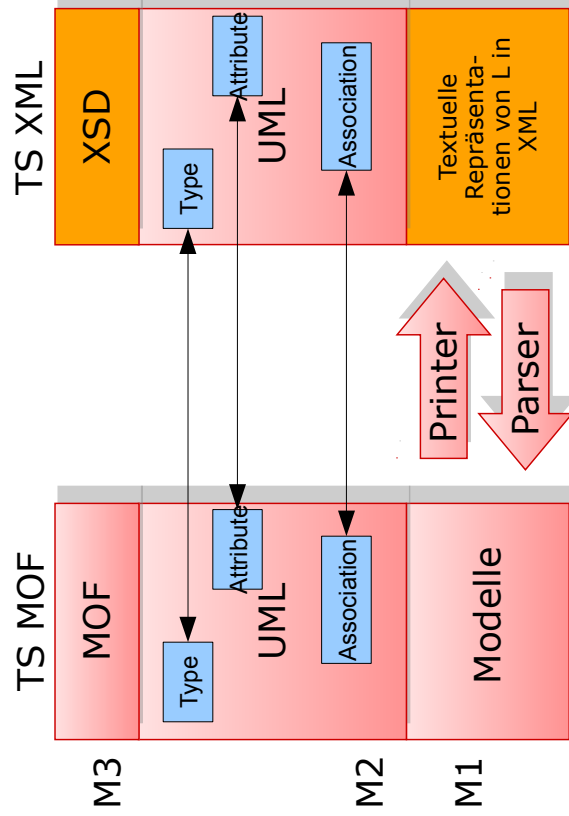 TS MOF
TS XML
M3
MOF
XSD
Type
Attribute
UML
Association
Type
Attribute
UML
Association
M2
M1
Modelle
Printer
Parser
Textuelle
Repräsenta-
tionen von L in
XML